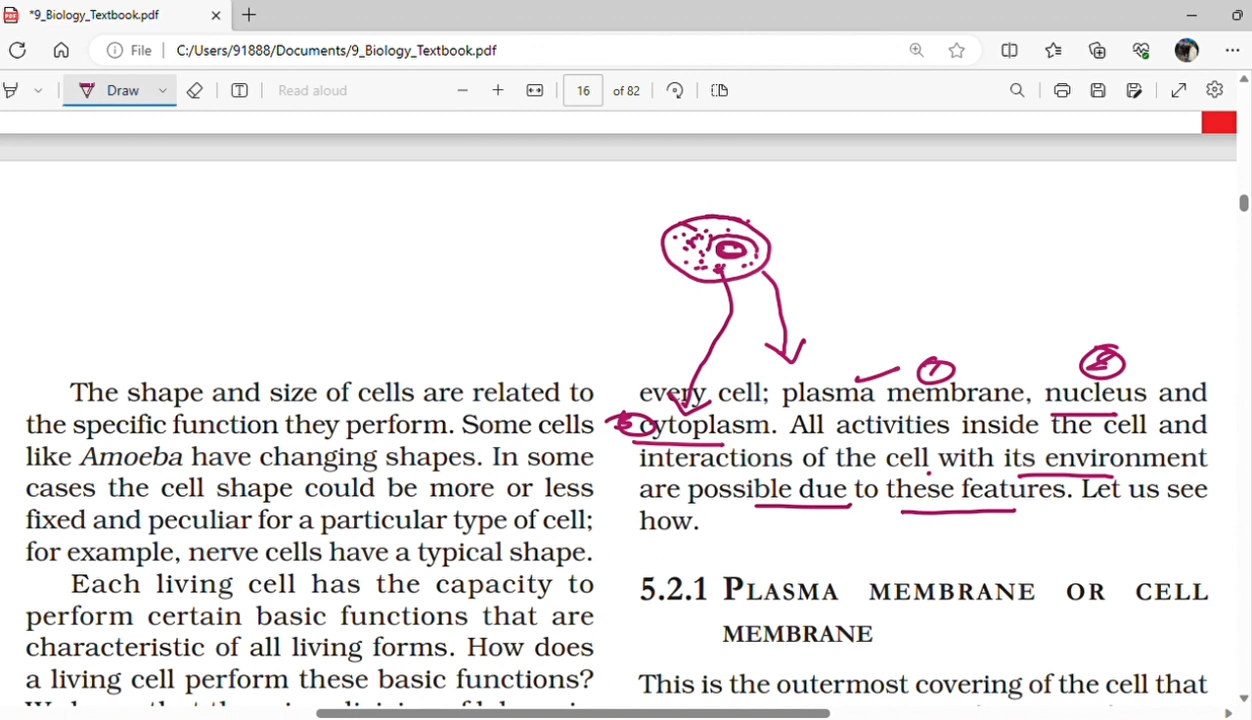 *9_Biology_Textbook.pdf
File
C:/Users/91888/Documents/9_Biology_Textbook.pdf
Draw
Read aloud
16
of 82
The shape and size of cells are related to
the specific function they perform. Some cells
like Amoeba have changing shapes. In some
cases the cell shape could be more or less
fixed and peculiar for a particular type of cell;
for example, nerve cells have a typical shape.
Each living cell has the capacity to
perform certain basic functions that are
characteristic of all living forms. How does
a living cell perform these basic functions?
1
2
every cell; plasma membrane, nucleus and
cytoplasm. All activities inside the cell and
interactions of the cell with its environment
are possible due to these features. Let us see
how.
5.2.1 PLASMA MEMBRANE OR CELL
MEMBRANE
This is the outermost covering of the cell that